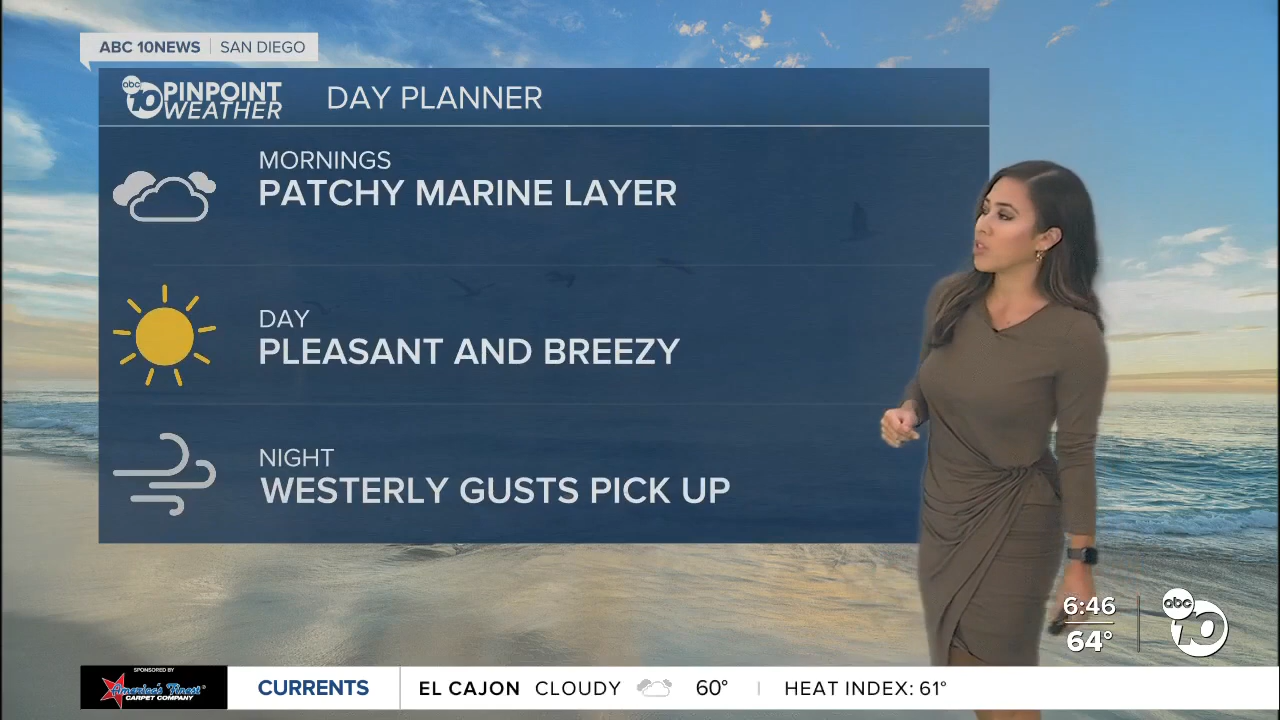 ABC 10NEWS | SAN DIEGO
abc 10 PINPOINT WEATHER
DAY PLANNER
MORNINGS
PATCHY MARINE LAYER
DAY
PLEASANT AND BREEZY
NIGHT
WESTERLY GUSTS PICK UP
6:46
64°
abc 10
SPONSORED BY
America's Finest
CARPET COMPANY
CURRENTS
EL CAJON CLOUDY 60° | HEAT INDEX: 61°